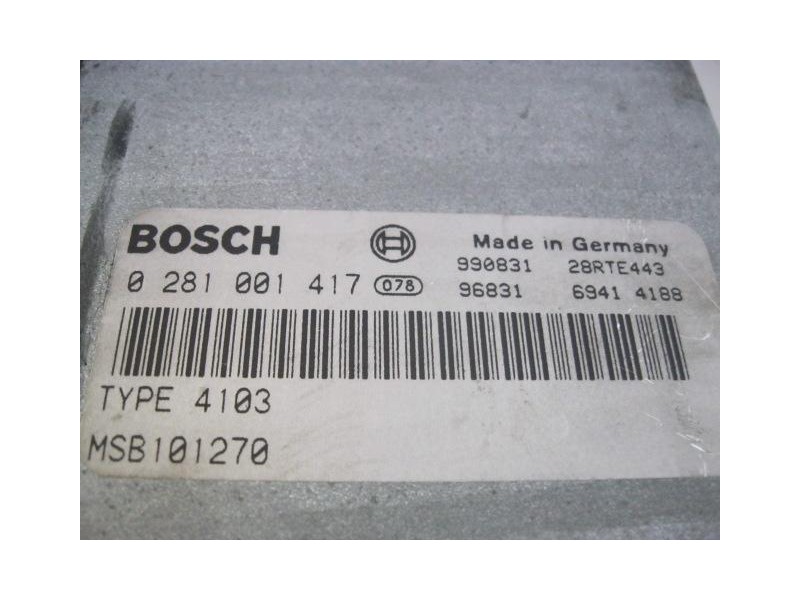 BOSCH
Made in Germany
0 281 001 417 078
990831 28RTE443
96831 6941 4188
TYPE 4103
MSB101270